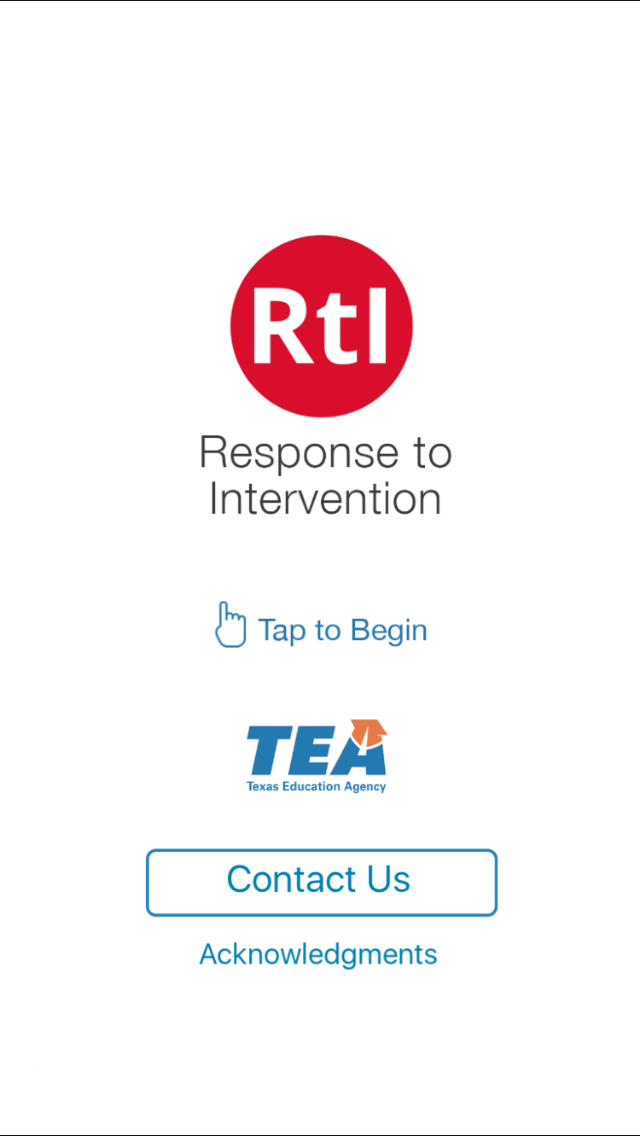 RtI
Response to
Intervention
Tap to Begin
TEA
Texas Education Agency
Contact Us
Acknowledgments